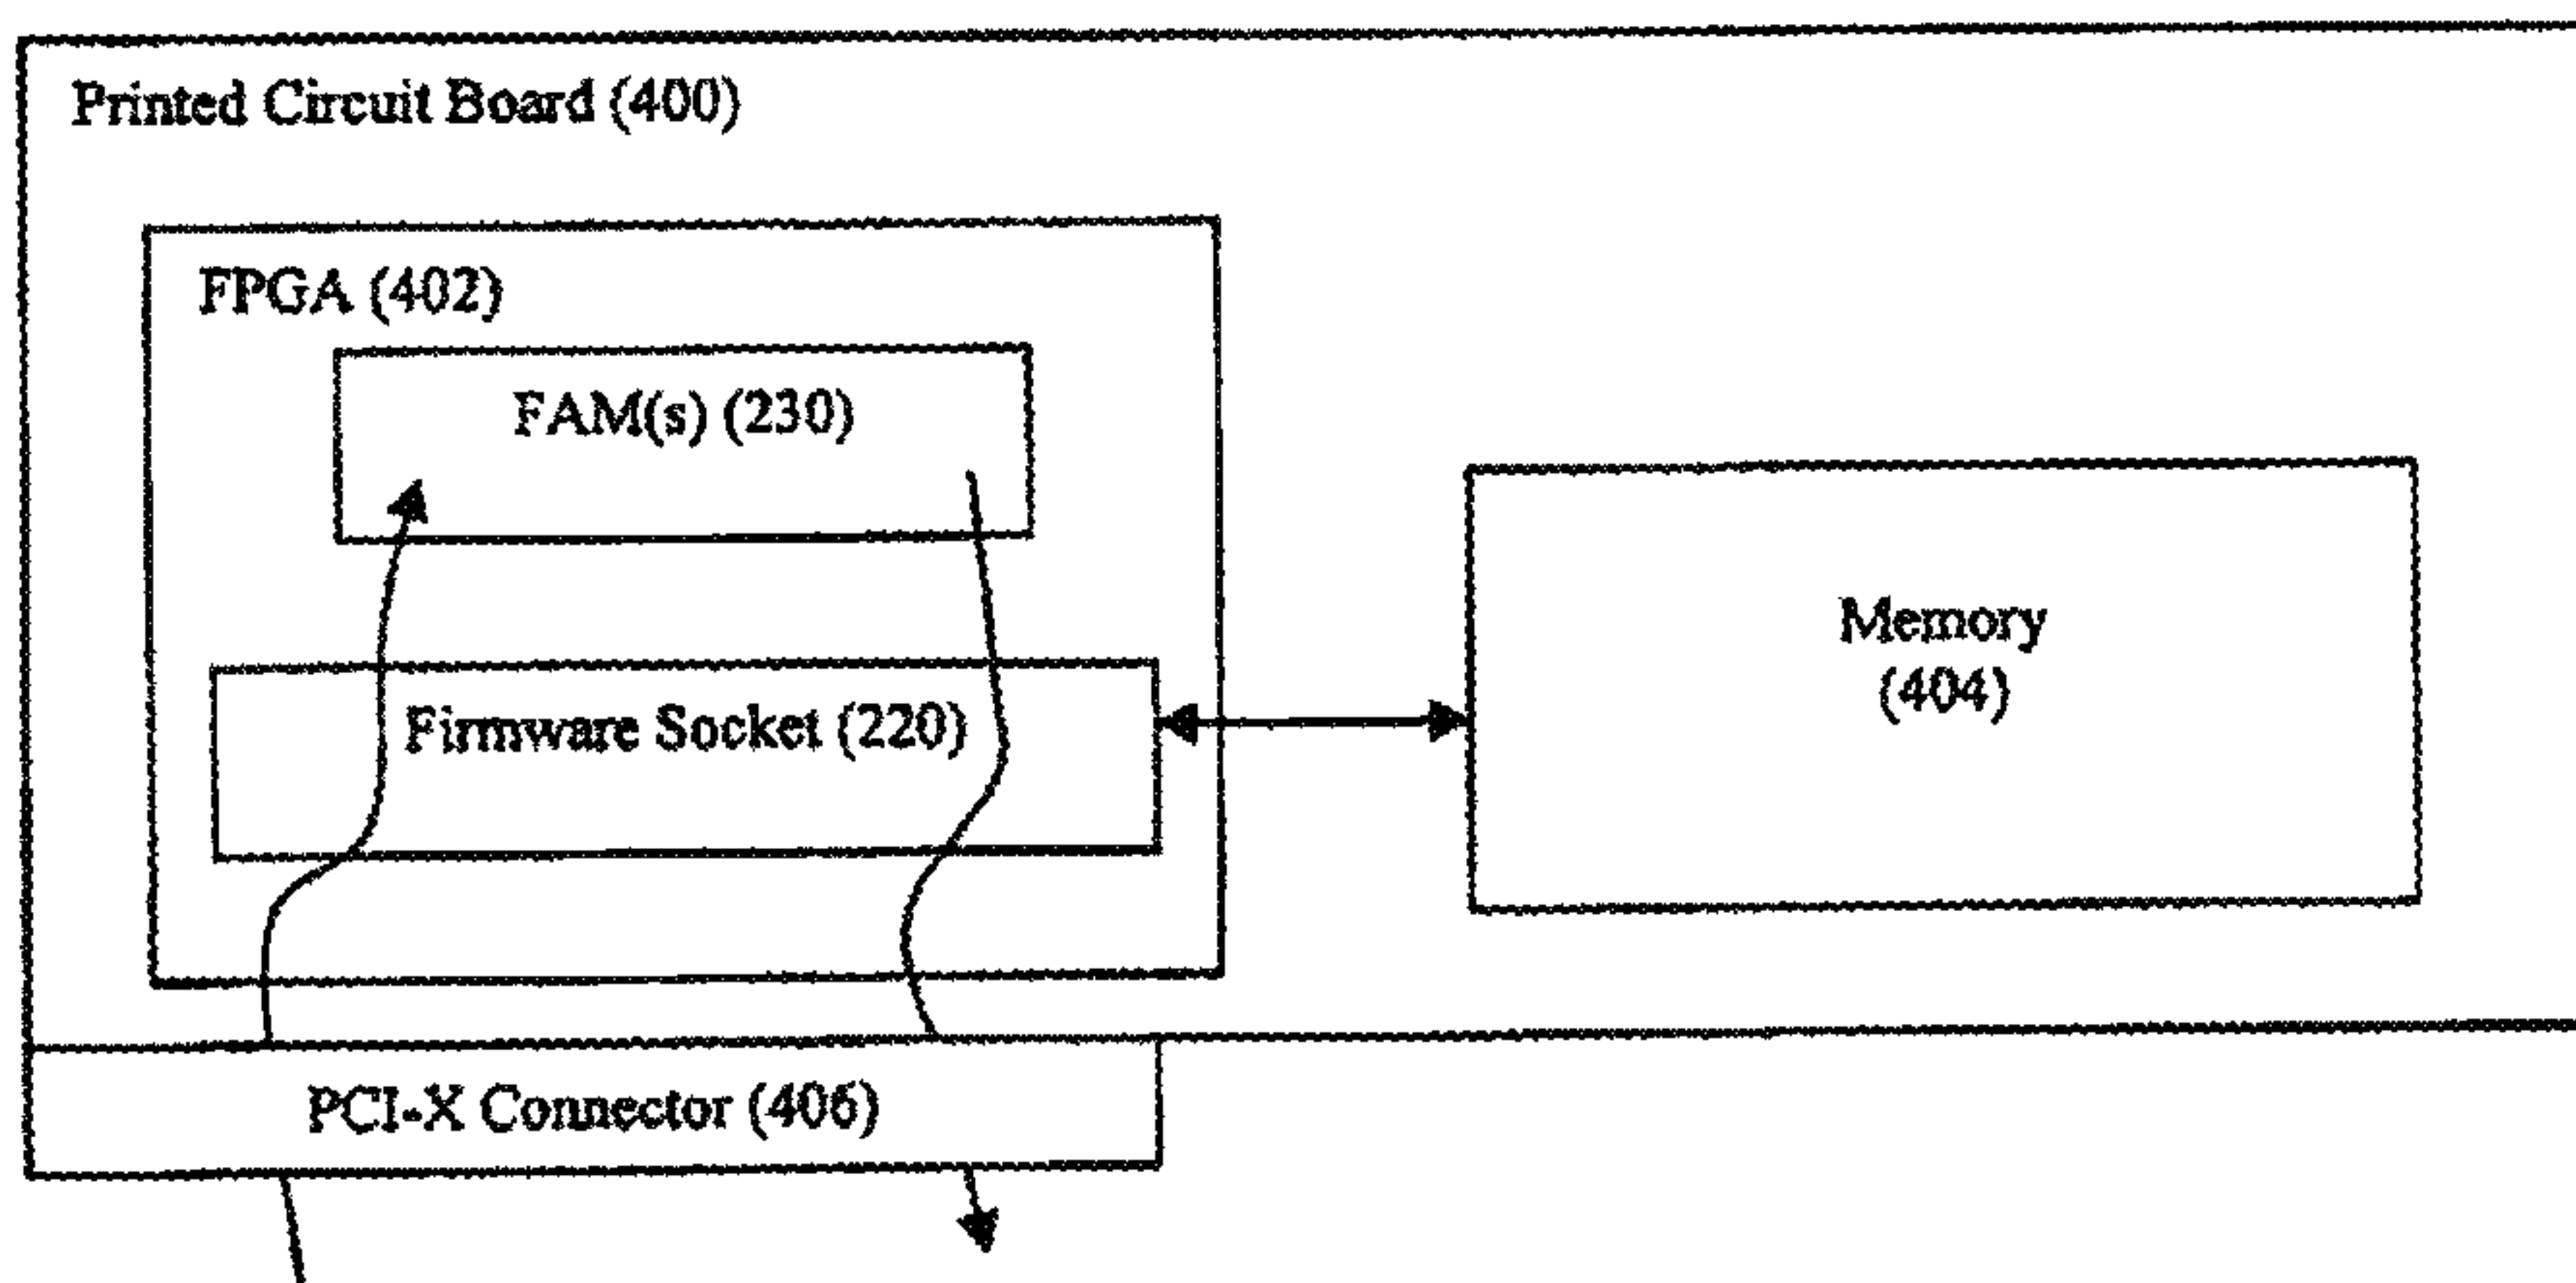 Printed Circuit Board (400)
FPGA (402)
FAM(s) (230)
Firmware Socket (220)
Memory
(404)
PCI-X Connector (406)